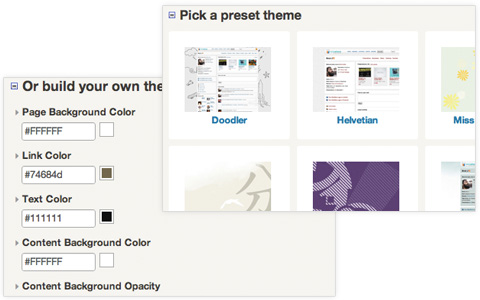 Pick a preset theme
Doodler
Helvetian
Miss
Or build your own the
Page Background Color
#FFFFFF
Link Color
#74684d
Text Color
#111111
Content Background Color
#FFFFFF
Content Background Opacity